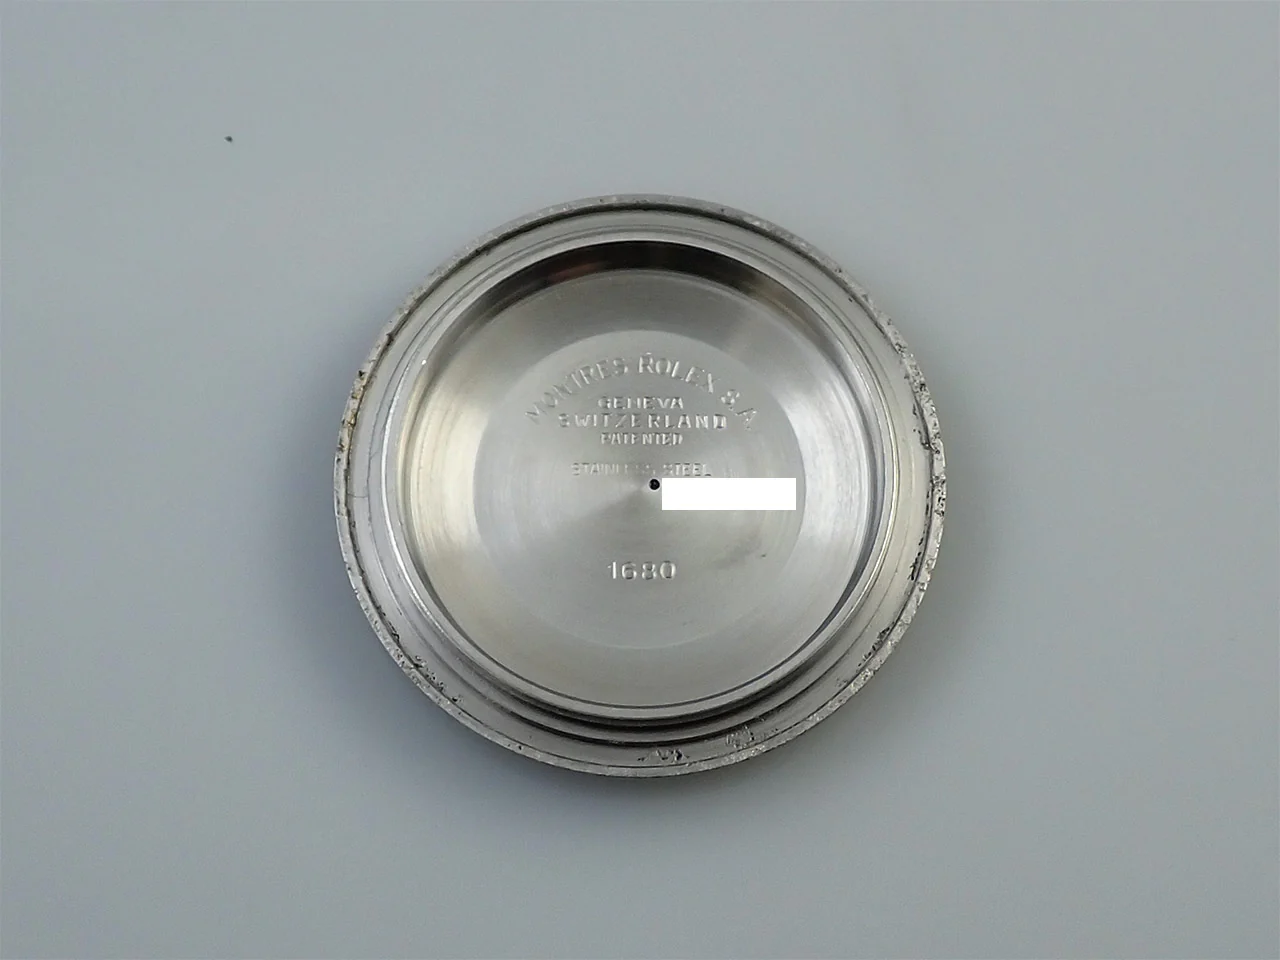 MONTRES ROLEX S.A
GENEVA
SWITZERLAND
PATENTED
STAINLESS STEEL
1680